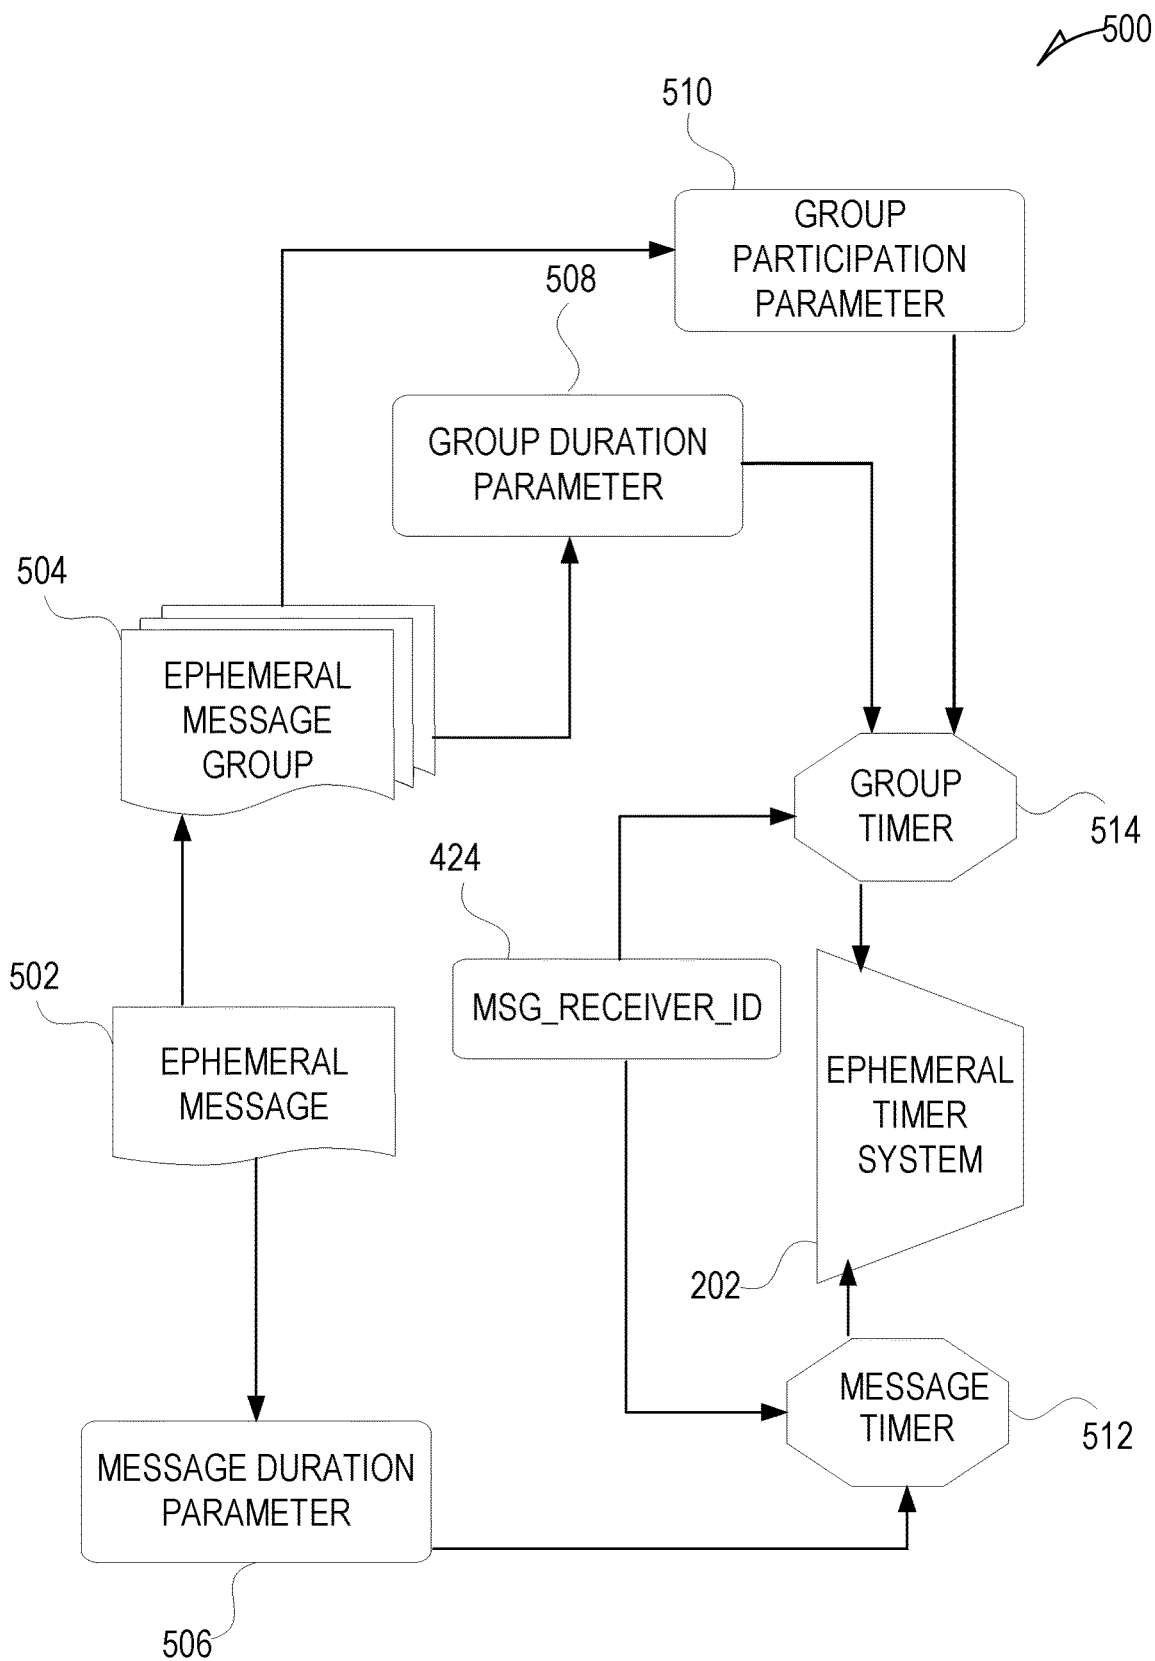 500
510
GROUP
PARTICIPATION
PARAMETER
508
GROUP DURATION
PARAMETER
504
EPHEMERAL
MESSAGE
GROUP
GROUP
TIMER
514
424
MSG_RECEIVER_ID
502
EPHEMERAL
MESSAGE
EPHEMERAL
TIMER
SYSTEM
202
MESSAGE
TIMER
512
MESSAGE DURATION
PARAMETER
506